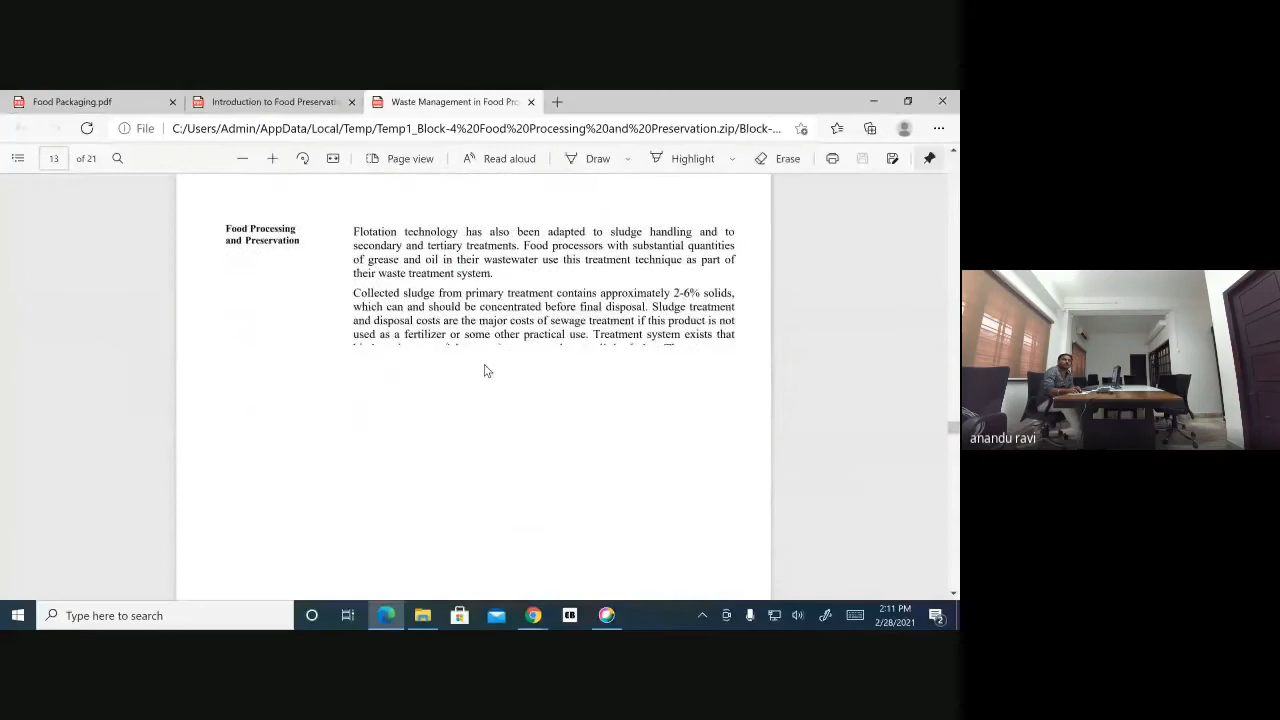 Food Packaging.pdf
Introduction to Food Preservati
Waste Management in Food Pr
File
C:/Users/Admin/AppData/Local/Temp/Temp1_Block-4%20Food%20Processing%20and%20Preservation.zip/Block-...
13 of 21
Page view
Read aloud
Draw
Highlight
Erase
Food Processing
and Preservation
Flotation technology has also been adapted to sludge handling and to
secondary and tertiary treatments. Food processors with substantial quantities
of grease and oil in their wastewater use this treatment technique as part of
their waste treatment system.
Collected sludge from primary treatment contains approximately 2-6% solids,
which can and should be concentrated before final disposal. Sludge treatment
and disposal costs are the major costs of sewage treatment if this product is not
used as a fertilizer or some other practical use. Treatment system exists that
anandu ravi
Type here to search
2:11 PM
2/28/2021
2